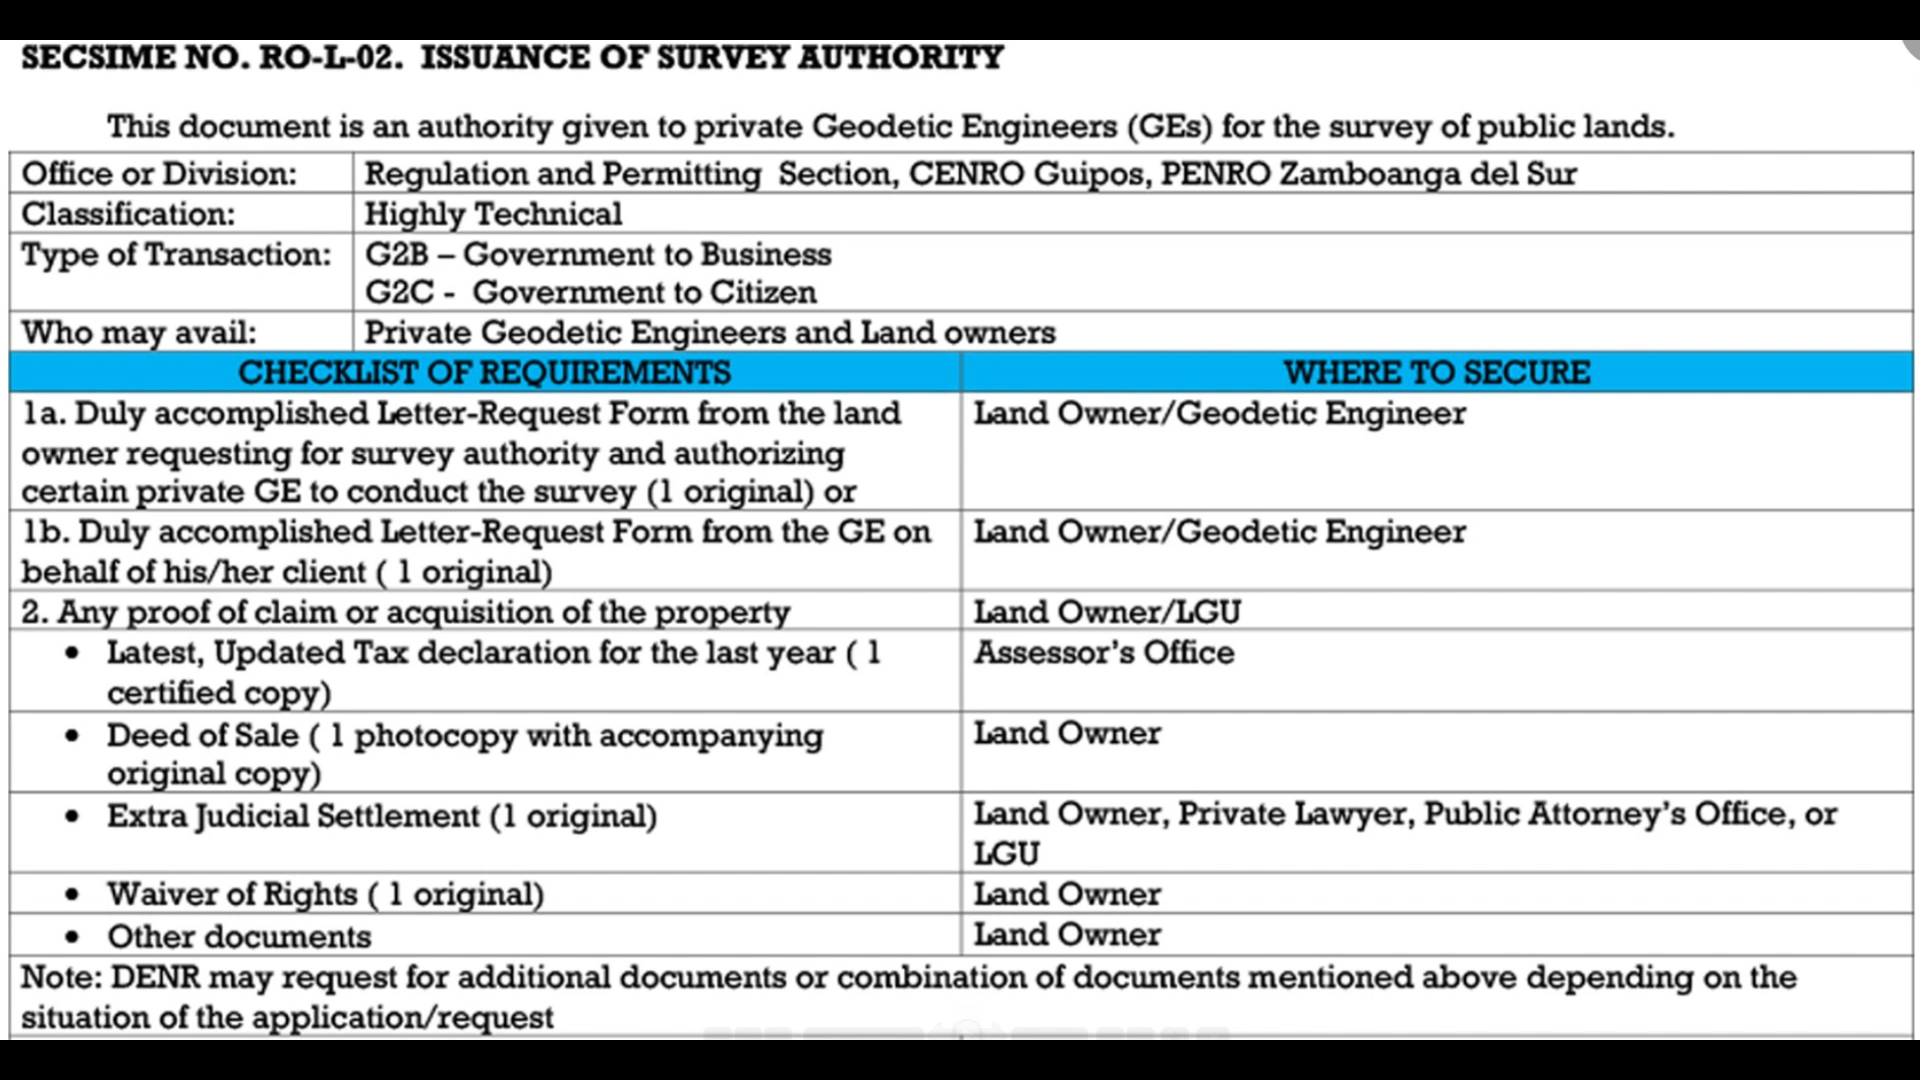 SECSIME NO. RO-L-02.  ISSUANCE OF SURVEY AUTHORITY
This document is an authority given to private Geodetic Engineers (GEs) for the survey of public lands.
Office or Division: Regulation and Permitting  Section, CENRO Guipos, PENRO Zamboanga del Sur
Classification: Highly Technical
Type of Transaction: G2B – Government to Business
G2C -  Government to Citizen
Who may avail: Private Geodetic Engineers and Land owners
CHECKLIST OF REQUIREMENTS WHERE TO SECURE
1a. Duly accomplished Letter-Request Form from the land Land Owner/Geodetic Engineer
owner requesting for survey authority and authorizing
certain private GE to conduct the survey (1 original) or
1b. Duly accomplished Letter-Request Form from the GE on Land Owner/Geodetic Engineer
behalf of his/her client ( 1 original)
2. Any proof of claim or acquisition of the property Land Owner/LGU
• Latest, Updated Tax declaration for the last year ( 1 Assessor's Office
certified copy)
• Deed of Sale ( 1 photocopy with accompanying Land Owner
original copy)
• Extra Judicial Settlement (1 original) Land Owner, Private Lawyer, Public Attorney's Office, or
LGU
• Waiver of Rights ( 1 original) Land Owner
• Other documents Land Owner
Note: DENR may request for additional documents or combination of documents mentioned above depending on the
situation of the application/request